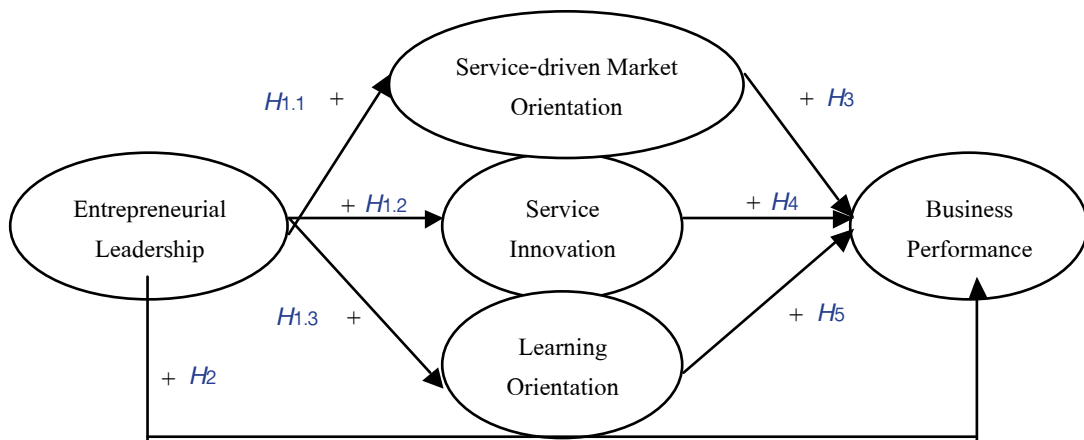 Service-driven Market
Orientation
H1.1 +
+ H3
Entrepreneurial
Leadership
+ H1.2
Service
Innovation
+ H4
Business
Performance
H1.3 +
+ H5
Learning
Orientation
+ H2